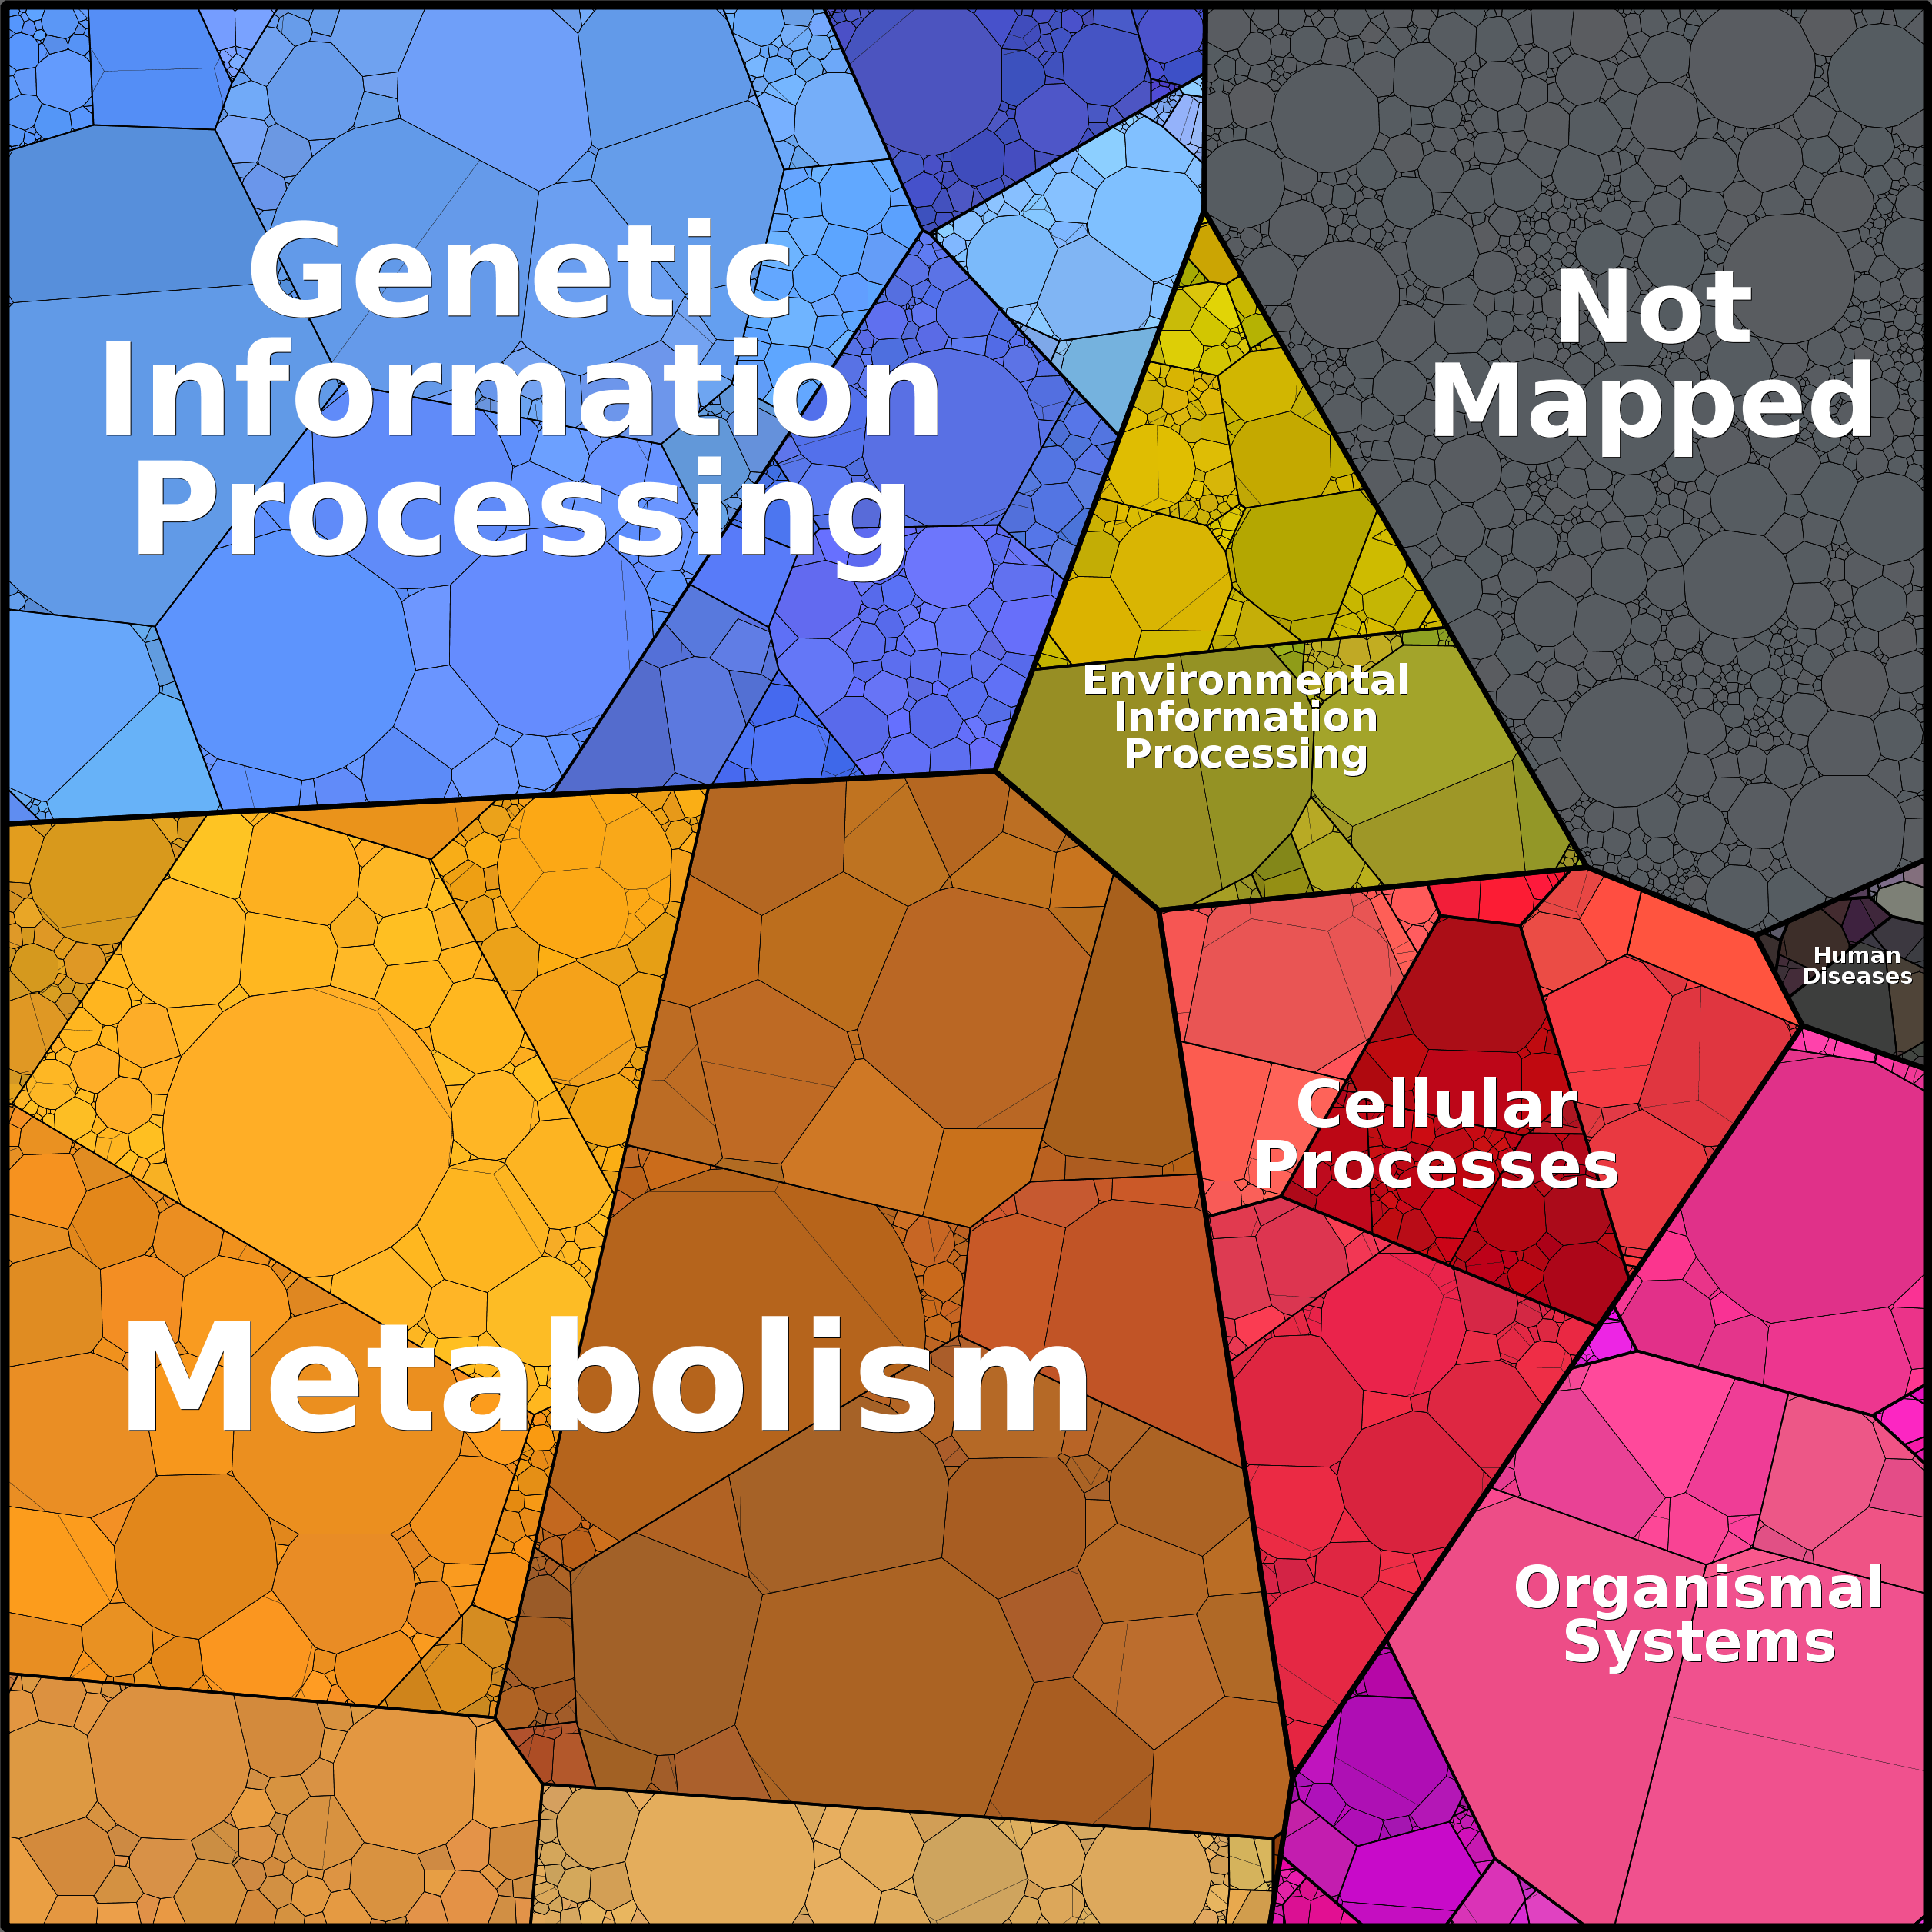 Genetic
Information
Processing
Not
Mapped
Environmental
Information
Processing
Human
Diseases
Cellular
Processes
Metabolism
Organismal
Systems